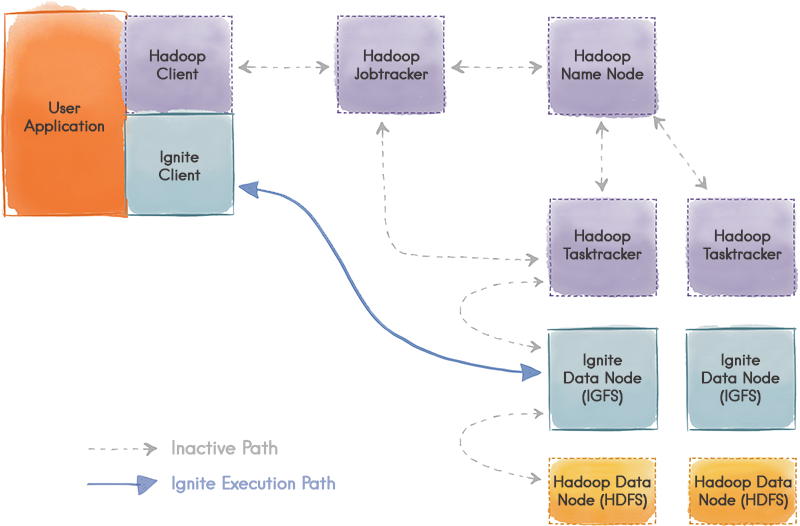 User
Application
Hadoop
Client
Ignite
Client
Hadoop
Jobtracker
Hadoop
Name Node
Hadoop
Tasktracker
Hadoop
Tasktracker
Ignite
Data Node
(IGFS)
Ignite
Data Node
(IGFS)
Hadoop Data
Node (HDFS)
Hadoop Data
Node (HDFS)
Inactive Path
Ignite Execution Path